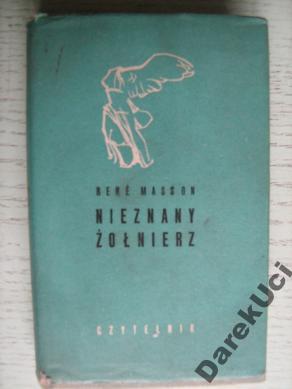 RENÉ MASSON
NIEZNANY
ŻOŁNIERZ
CZYTELNIK
DarekUci